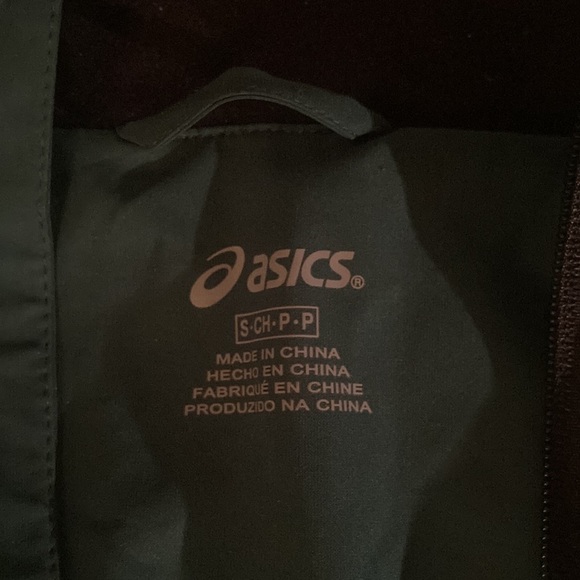 asics®
S•CH•P•P
MADE IN CHINA
HECHO EN CHINA
FABRIQUÉ EN CHINE
PRODUZIDO NA CHINA